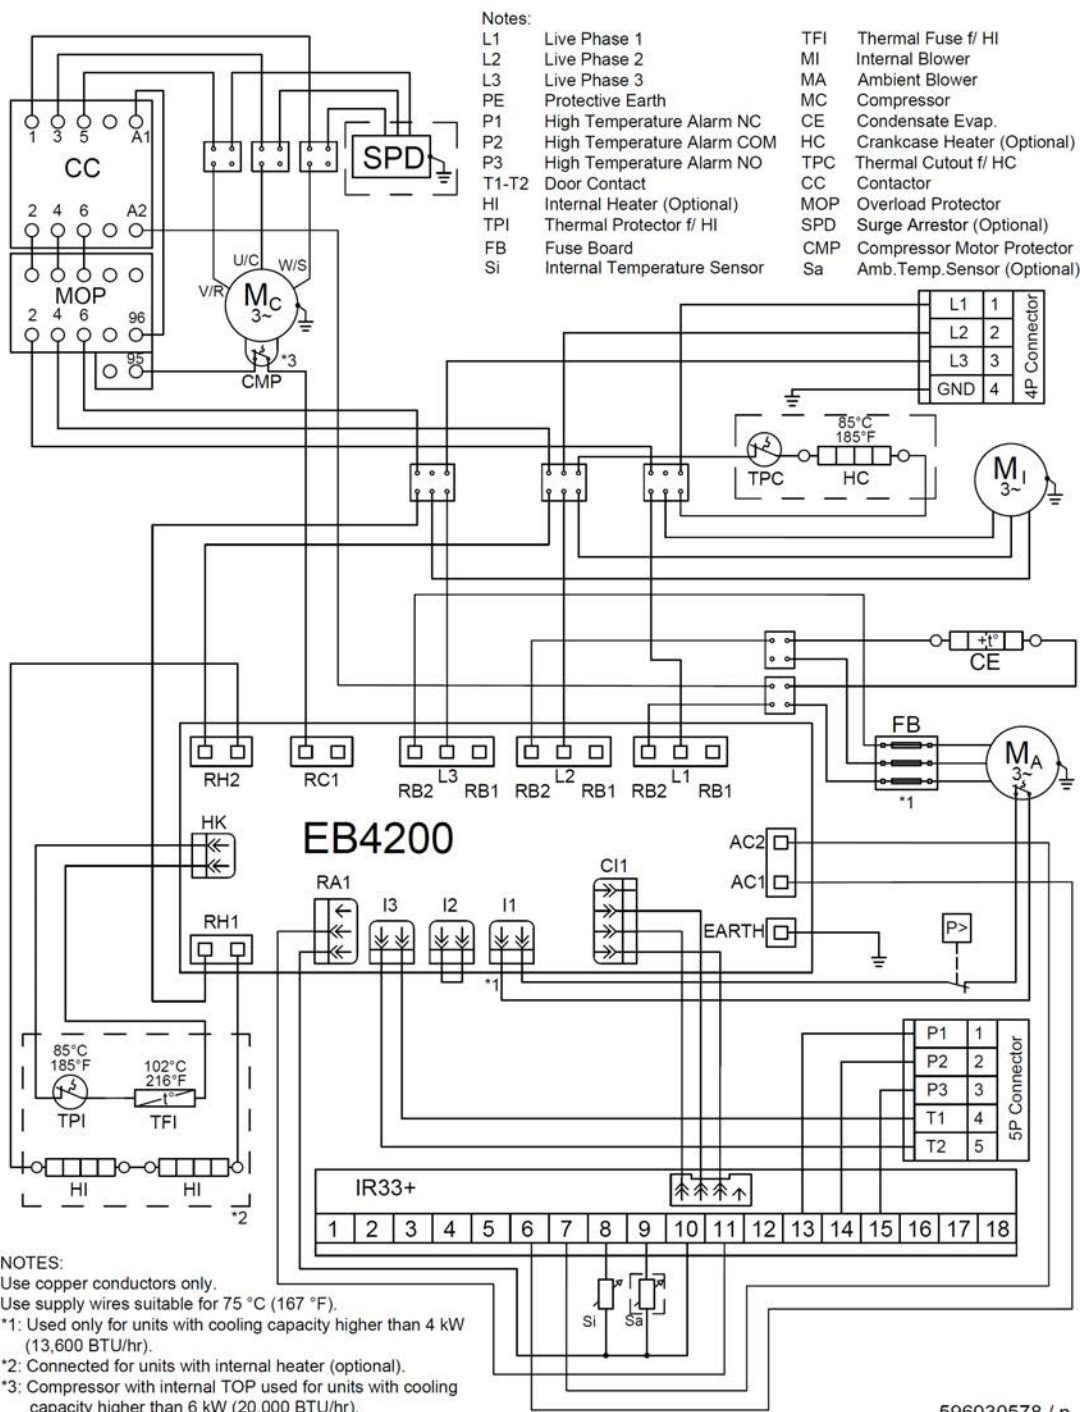 Notes:
L1 Live Phase 1
L2 Live Phase 2
L3 Live Phase 3
PE Protective Earth
P1 High Temperature Alarm NC
P2 High Temperature Alarm COM
P3 High Temperature Alarm NO
T1-T2 Door Contact
HI Internal Heater (Optional)
TPI Thermal Protector f/ HI
FB Fuse Board
Si Internal Temperature Sensor
TFI Thermal Fuse f/ HI
MI Internal Blower
MA Ambient Blower
MC Compressor
CE Condensate Evap.
HC Crankcase Heater (Optional)
TPC Thermal Cutout f/ HC
CC Contactor
MOP Overload Protector
SPD Surge Arrestor (Optional)
CMP Compressor Motor Protector
Sa Amb.Temp.Sensor (Optional)
1 3 5 A1
CC
2 4 6 A2
MOP
2 4 6 96
95
SPD
U/C
V/R
W/S
MC
3~
*3
CMP
L1 1
L2 2
L3 3
GND 4
4P Connector
85°C
185°F
TPC
HC
MI
3~
+t°
CE
FB
*1
MA
3~
RH2
RC1
RB2 L3 RB1
RB2 L2 RB1
RB2 L1 RB1
HK
EB4200
AC2
AC1
EARTH
RH1
RA1
I3
I2
I1
CI1
*1
P>
P1 1
P2 2
P3 3
T1 4
T2 5
5P Connector
85°C
185°F
TPI
102°C
216°F
t°
TFI
HI
HI
*2
IR33+
1 2 3 4 5 6 7 8 9 10 11 12 13 14 15 16 17 18
Si
Sa
NOTES:
Use copper conductors only.
Use supply wires suitable for 75 °C (167 °F).
*1: Used only for units with cooling capacity higher than 4 kW
(13,600 BTU/hr).
*2: Connected for units with internal heater (optional).
*3: Compressor with internal TOP used for units with cooling
capacity higher than 6 kW (20,000 BTU/hr).
596030578 / n